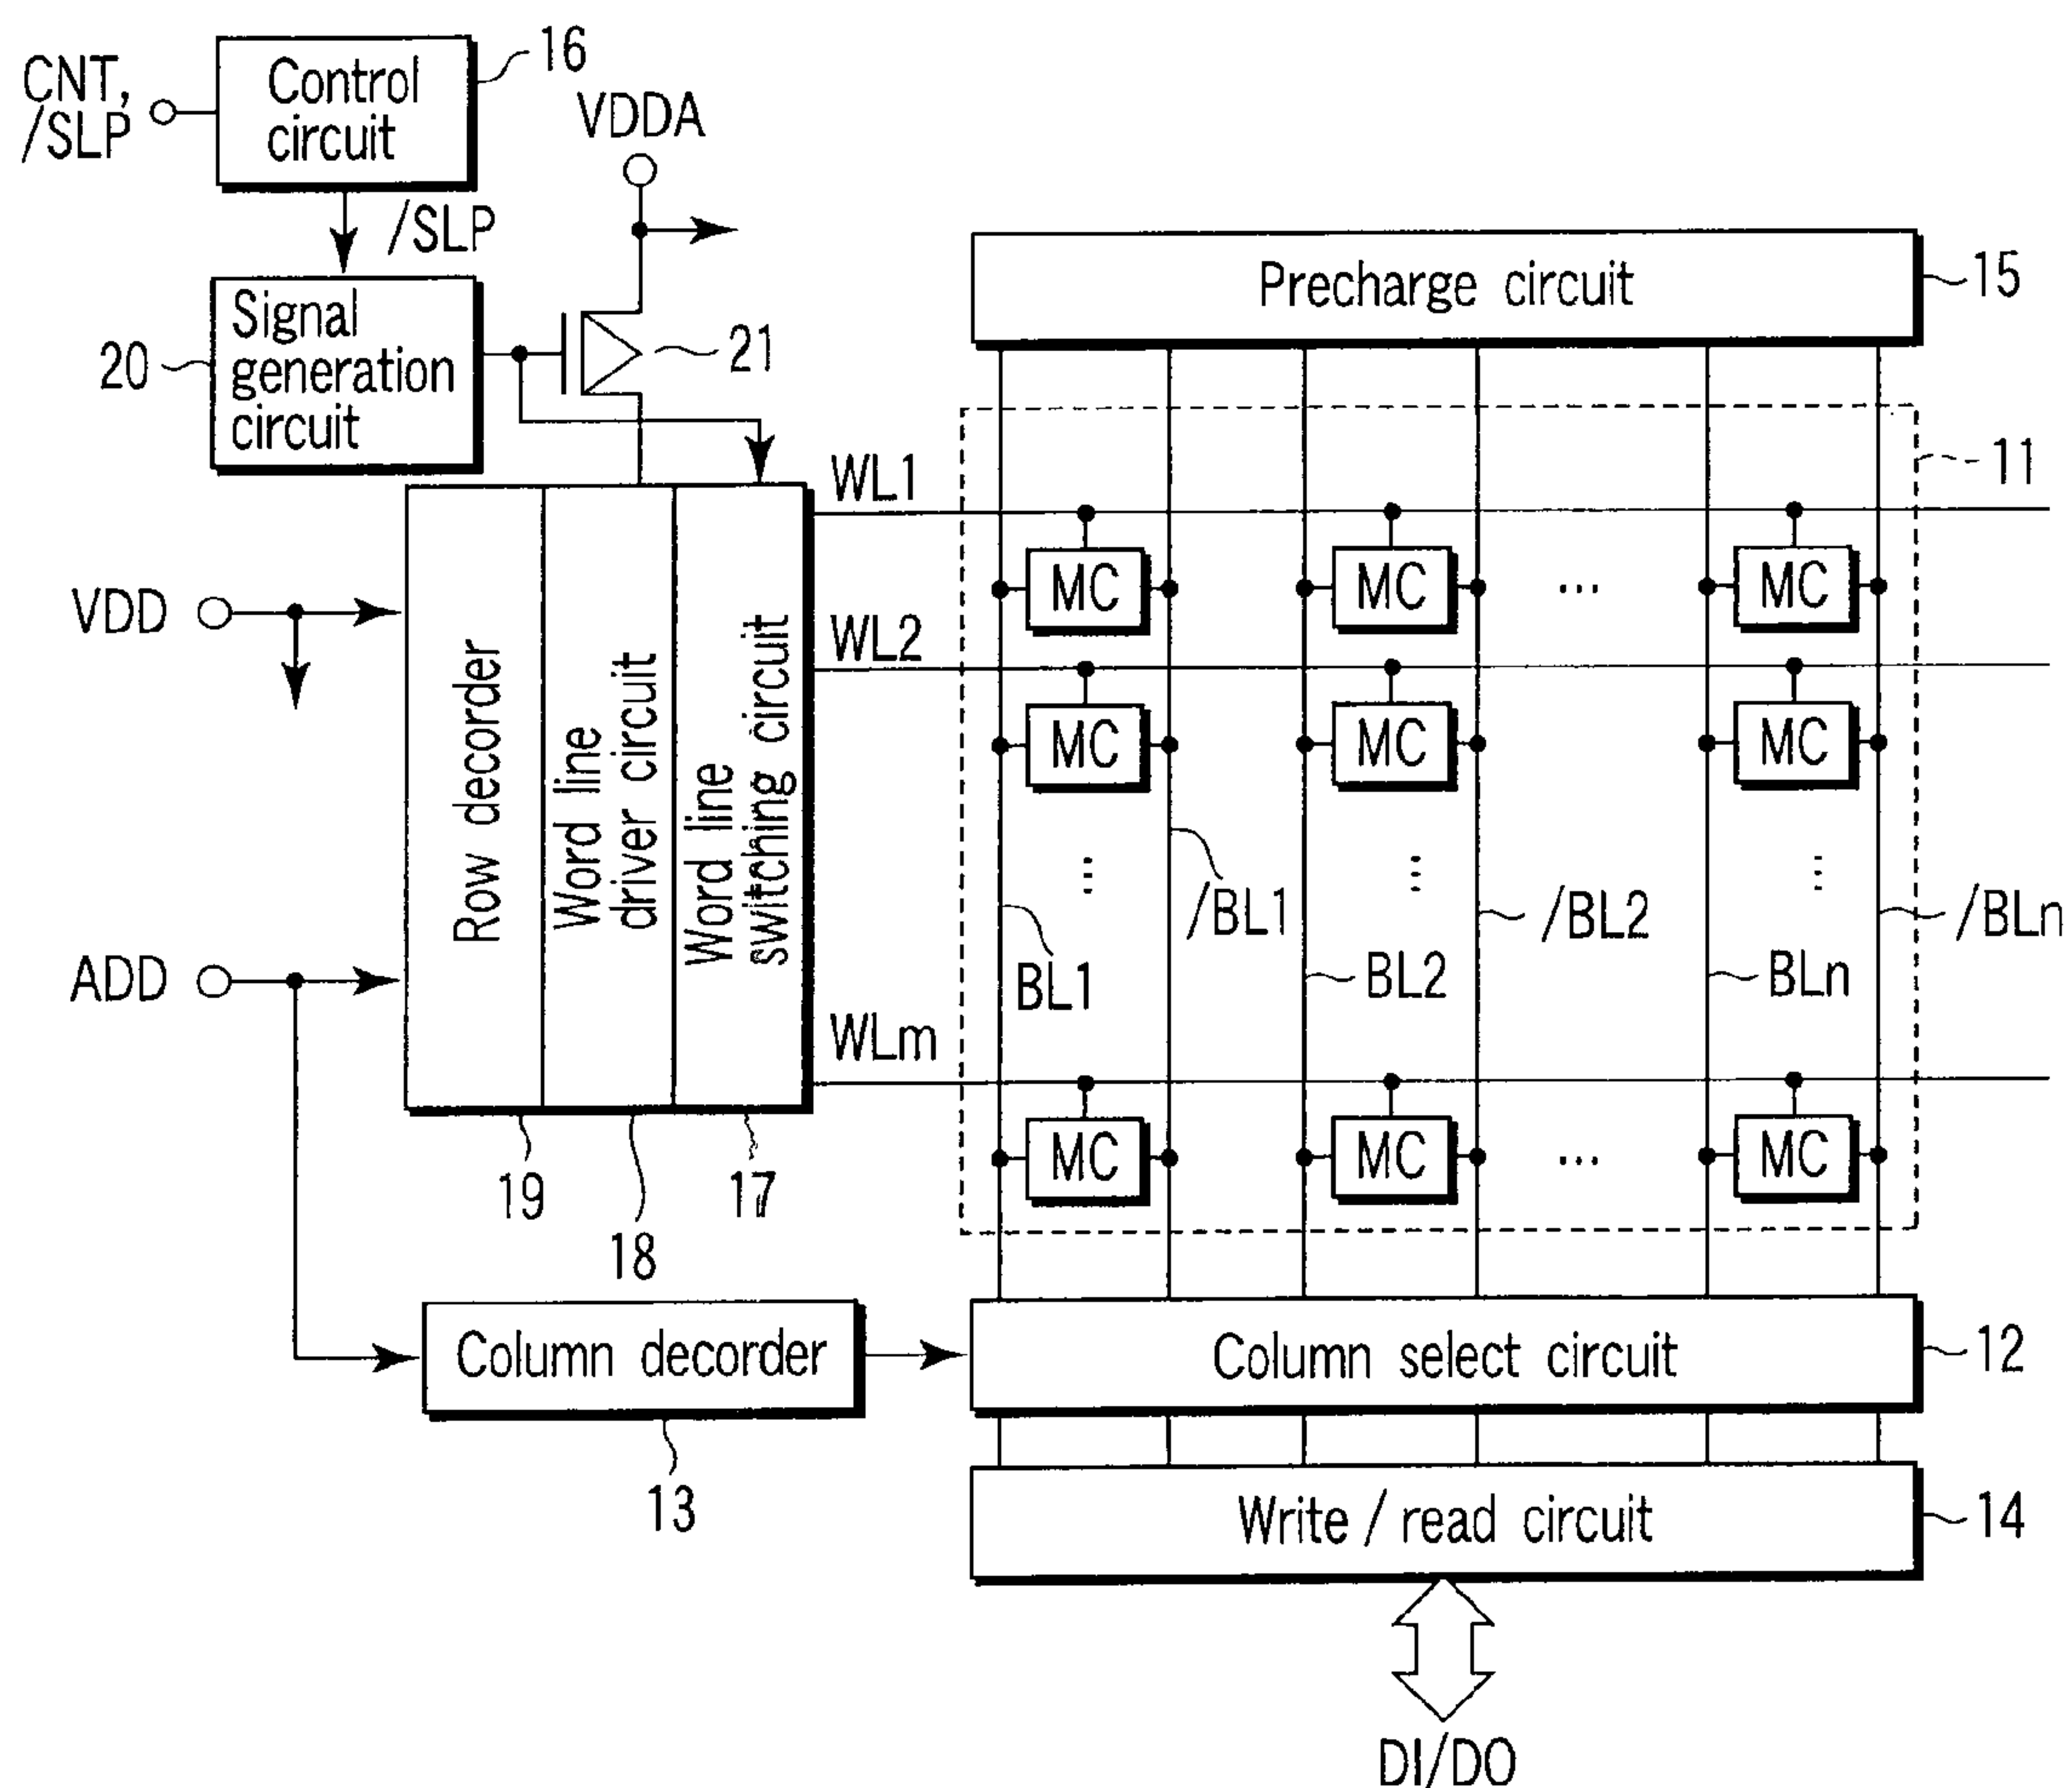 CNT,
/SLP
Control
circuit
16
VDDA
/SLP
Signal
generation
circuit
20
21
Precharge circuit
15
11
WL1
MC
MC
...
MC
VDD
WL2
MC
MC
MC
Row decorder
Word line
driver circuit
Word line
switching circuit
...
...
...
/BL1
/BL2
/BLn
BL1
BL2
BLn
ADD
WLm
MC
MC
...
MC
19
18
17
Column decorder
13
Column select circuit
12
Write / read circuit
14
DI/DO